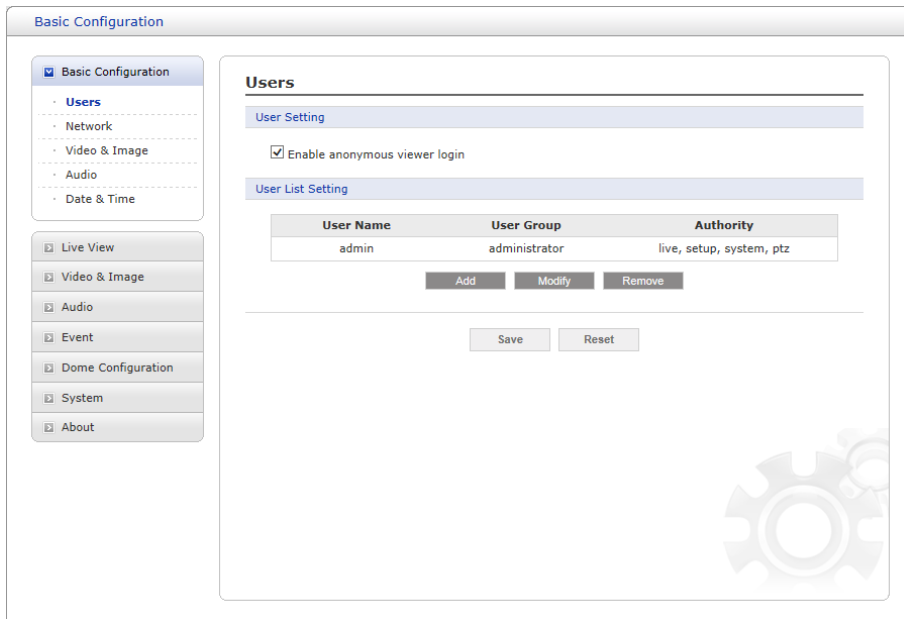 Basic Configuration
Basic Configuration
Users
Network
Video & Image
Audio
Date & Time
Live View
Video & Image
Audio
Event
Dome Configuration
System
About
Users
User Setting
Enable anonymous viewer login
User List Setting
User Name User Group Authority
admin administrator live, setup, system, ptz
Add Modify Remove
Save Reset